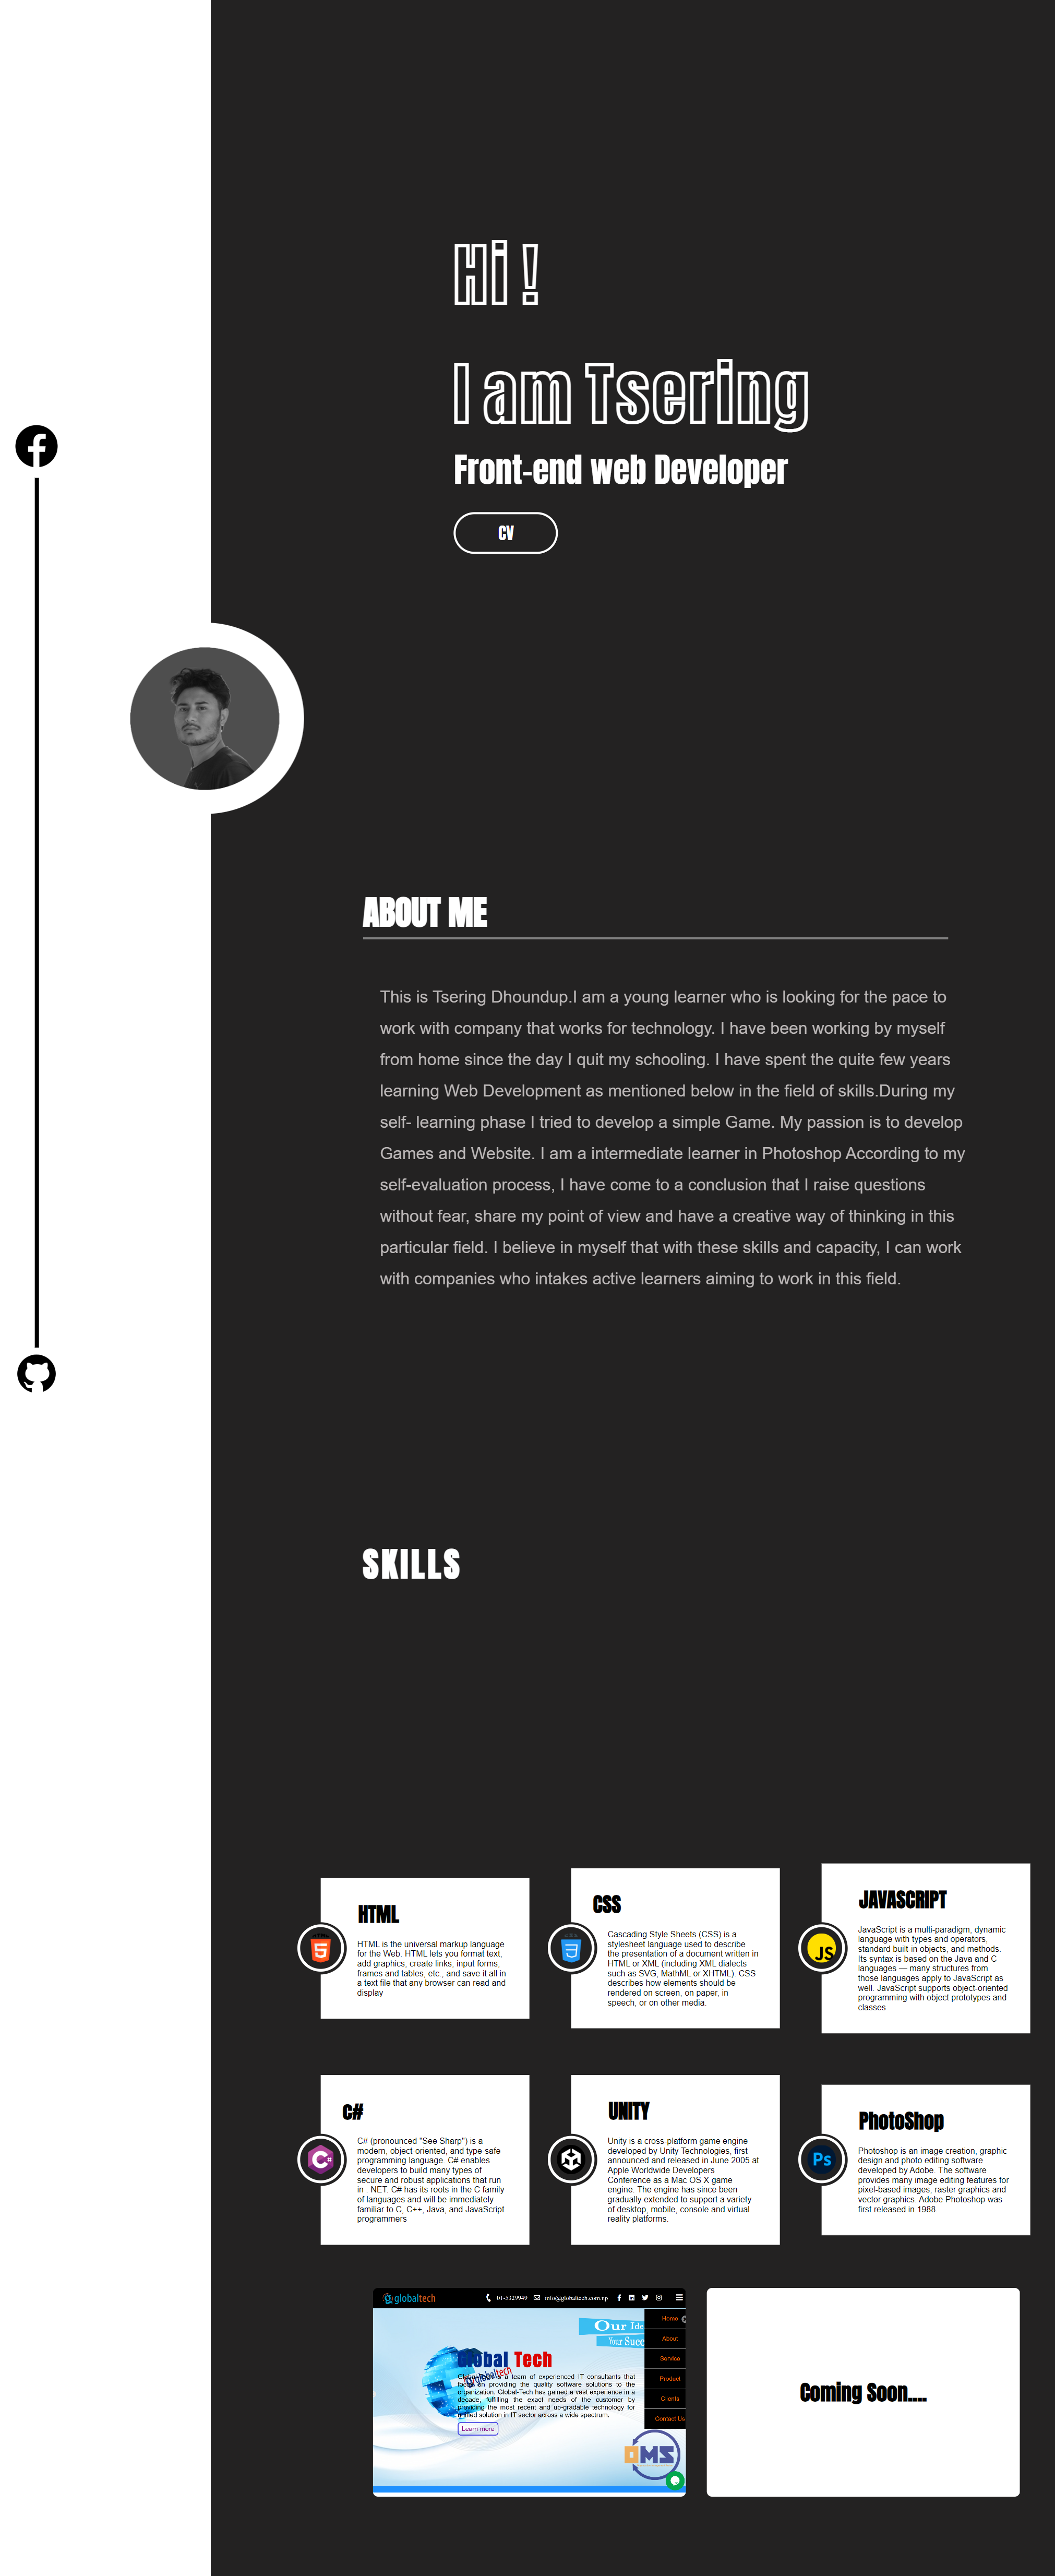 Hi !
I am Tsering
Front-end web Developer
CV
ABOUT ME
This is Tsering Dhoundup.I am a young learner who is looking for the pace to
work with company that works for technology. I have been working by myself
from home since the day I quit my schooling. I have spent the quite few years
learning Web Development as mentioned below in the field of skills.During my
self- learning phase I tried to develop a simple Game. My passion is to develop
Games and Website. I am a intermediate learner in Photoshop According to my
self-evaluation process, I have come to a conclusion that I raise questions
without fear, share my point of view and have a creative way of thinking in this
particular field. I believe in myself that with these skills and capacity, I can work
with companies who intakes active learners aiming to work in this field.
SKILLS
HTML
HTML is the universal markup language
for the Web. HTML lets you format text,
add graphics, create links, input forms,
frames and tables, etc., and save it all in
a text file that any browser can read and
display
CSS
Cascading Style Sheets (CSS) is a
stylesheet language used to describe
the presentation of a document written in
HTML or XML (including XML dialects
such as SVG, MathML or XHTML). CSS
describes how elements should be
rendered on screen, on paper, in
speech, or on other media.
JS
JAVASCRIPT
JavaScript is a multi-paradigm, dynamic
language with types and operators,
standard built-in objects, and methods.
Its syntax is based on the Java and C
languages — many structures from
those languages apply to JavaScript as
well. JavaScript supports object-oriented
programming with object prototypes and
classes
C#
c#
C# (pronounced "See Sharp") is a
modern, object-oriented, and type-safe
programming language. C# enables
developers to build many types of
secure and robust applications that run
in . NET. C# has its roots in the C family
of languages and will be immediately
familiar to C, C++, Java, and JavaScript
programmers
UNITY
Unity is a cross-platform game engine
developed by Unity Technologies, first
announced and released in June 2005 at
Apple Worldwide Developers
Conference as a Mac OS X game
engine. The engine has since been
gradually extended to support a variety
of desktop, mobile, console and virtual
reality platforms.
Ps
PhotoShop
Photoshop is an image creation, graphic
design and photo editing software
developed by Adobe. The software
provides many image editing features for
pixel-based images, raster graphics and
vector graphics. Adobe Photoshop was
first released in 1988.
globaltech
01-5329949 info@globaltech.com.np
Home
About
Service
Product
Clients
Contact Us
Our Ide
Your Succ
Global Tech
globaltech
is a team of experienced IT consultants that
providing the quality software solutions to the
organization. Global-Tech has gained a vast experience in a
decade, fulfilling the exact needs of the customer by
providing the most recent and up-gradable technology for
unified solution in IT sector across a wide spectrum.
Learn more
OMS
Coming Soon....